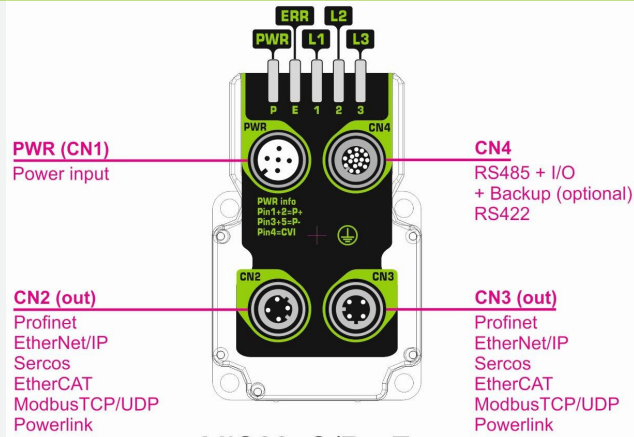 ERR L2
PWR L1 L3
P E 1 2 3
PWR CN4
PWR (CN1)
Power input
CN4
RS485 + I/O
+ Backup (optional)
RS422
PWR info
Pin1+2=P+
Pin3+5=P-
Pin4=CVI
CN2 CN3
CN2 (out)
Profinet
EtherNet/IP
Sercos
EtherCAT
ModbusTCP/UDP
Powerlink
CN3 (out)
Profinet
EtherNet/IP
Sercos
EtherCAT
ModbusTCP/UDP
Powerlink